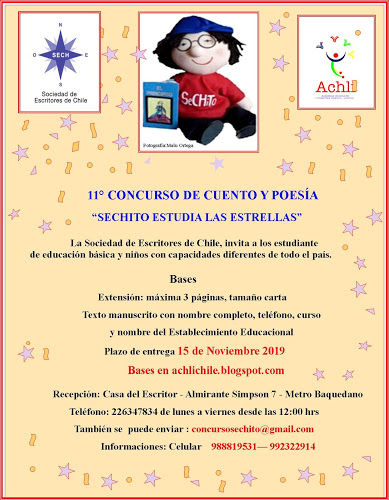 N
O
E
SECH
S
Sociedad de
Escritores de Chile
SeCHiTo
Fotografía Malú Ortega
Achli
11° CONCURSO DE CUENTO Y POESÍA
“SECHITO ESTUDIA LAS ESTRELLAS”
La Sociedad de Escritores de Chile, invita a los estudiante
de educación básica y niños con capacidades diferentes de todo el país.
Bases
Extensión: máxima 3 páginas, tamaño carta
Texto manuscrito con nombre completo, teléfono, curso
y nombre del Establecimiento Educacional
Plazo de entrega 15 de Noviembre 2019
Bases en achlichile.blogspot.com
Recepción: Casa del Escritor - Almirante Simpson 7 - Metro Baquedano
Teléfono: 226347834 de lunes a viernes desde las 12:00 hrs
También se puede enviar : concursosechito@gmail.com
Informaciones: Celular 988819531— 992322914